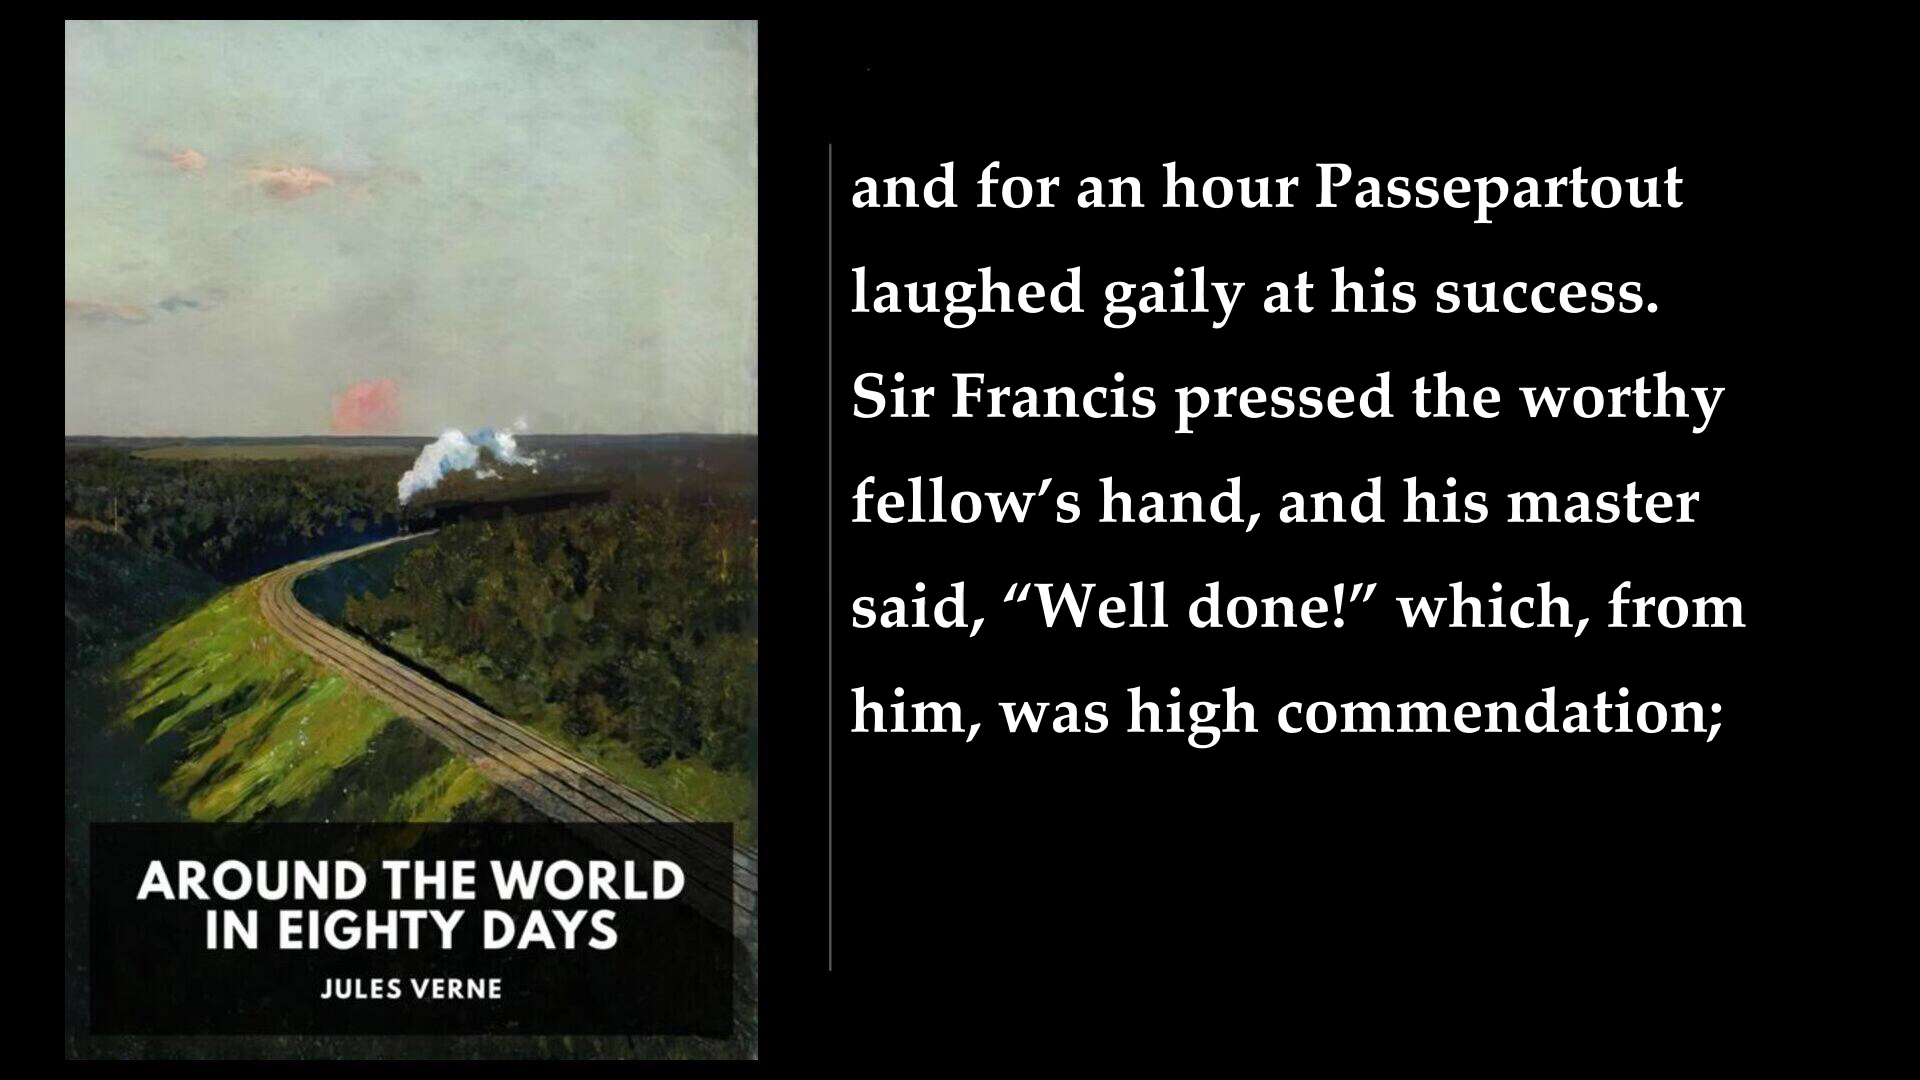 and for an hour Passepartout
laughed gaily at his success.
Sir Francis pressed the worthy
fellow’s hand, and his master
said, “Well done!” which, from
him, was high commendation;
AROUND THE WORLD
IN EIGHTY DAYS
JULES VERNE